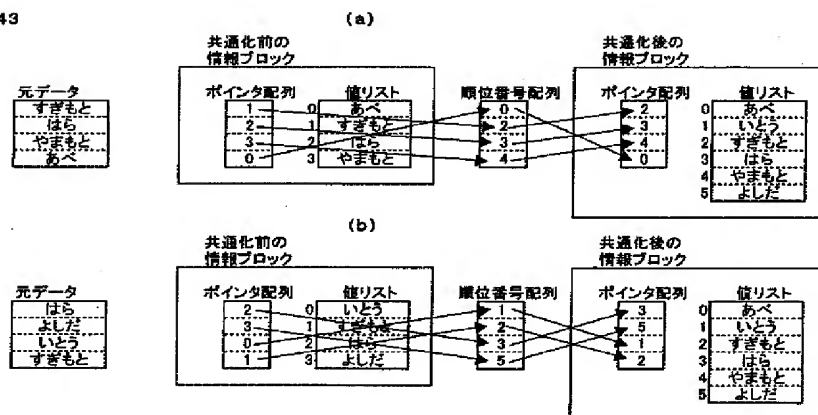 43
(a)
共通化前の
情報ブロック
共通化後の
情報ブロック
元データ
すぎもと
はら
やまもと
あべ
ポインタ配列
1
2
3
0
値リスト
0 あべ
1 すぎもと
2 はら
3 やまもと
順位番号配列
0
2
3
4
ポインタ配列
2
3
4
0
値リスト
0 あべ
1 いとう
2 すぎもと
3 はら
4 やまもと
5 よしだ
(b)
共通化前の
情報ブロック
共通化後の
情報ブロック
元データ
はら
よしだ
いとう
すぎもと
ポインタ配列
2
3
0
1
値リスト
0 いとう
1 すぎもと
2 はら
3 よしだ
順位番号配列
1
2
3
5
ポインタ配列
3
5
1
2
値リスト
0 あべ
1 いとう
2 すぎもと
3 はら
4 やまもと
5 よしだ